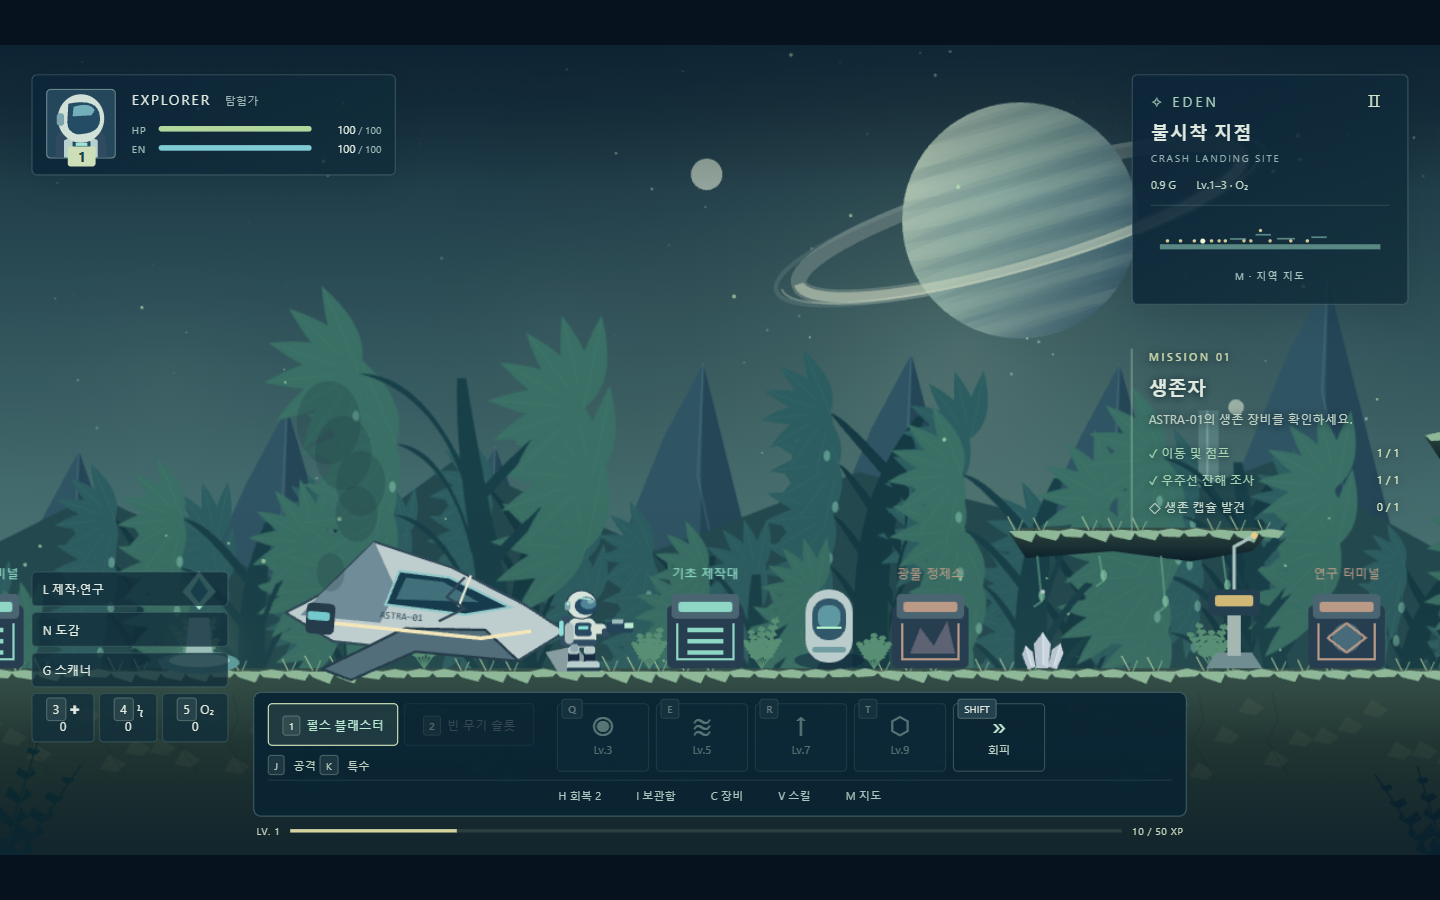 EXPLORER 탐험가
HP 100 / 100
EN 100 / 100
1
✧ EDEN
불시착 지점
CRASH LANDING SITE
0.9 G Lv.1–3 · O₂
M · 지역 지도
MISSION 01
생존자
ASTRA-01의 생존 장비를 확인하세요.
✓ 이동 및 점프 1 / 1
✓ 우주선 잔해 조사 1 / 1
◇ 생존 캡슐 발견 0 / 1
미널
기초 제작대
광물 정제소
연구 터미널
ASTRA-01
L 제작·연구
N 도감
G 스캐너
3 ✚ 0
4 0
5 O₂ 0
1 펄스 블래스터
2 빈 무기 슬롯
J 공격 K 특수
Q Lv.3
E Lv.5
R Lv.7
T Lv.9
SHIFT » 회피
H 회복 2 I 보관함 C 장비 V 스킬 M 지도
LV. 1 10 / 50 XP